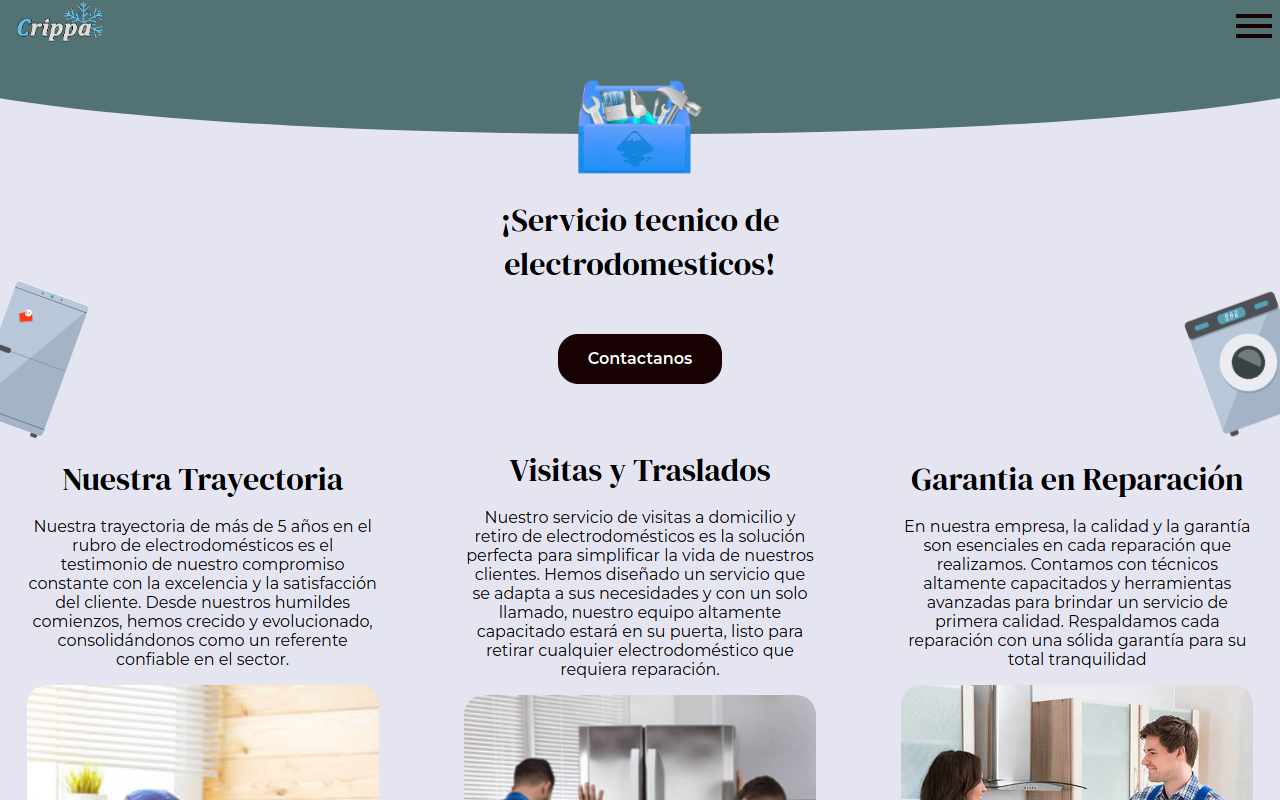 Crippa
¡Servicio tecnico de
electrodomesticos!
Contactanos
Nuestra Trayectoria
Nuestra trayectoria de más de 5 años en el
rubro de electrodomésticos es el
testimonio de nuestro compromiso
constante con la excelencia y la satisfacción
del cliente. Desde nuestros humildes
comienzos, hemos crecido y evolucionado,
consolidándonos como un referente
confiable en el sector.
Visitas y Traslados
Nuestro servicio de visitas a domicilio y
retiro de electrodomésticos es la solución
perfecta para simplificar la vida de nuestros
clientes. Hemos diseñado un servicio que
se adapta a sus necesidades y con un solo
llamado, nuestro equipo altamente
capacitado estará en su puerta, listo para
retirar cualquier electrodoméstico que
requiera reparación.
Garantia en Reparación
En nuestra empresa, la calidad y la garantía
son esenciales en cada reparación que
realizamos. Contamos con técnicos
altamente capacitados y herramientas
avanzadas para brindar un servicio de
primera calidad. Respaldamos cada
reparación con una sólida garantía para su
total tranquilidad